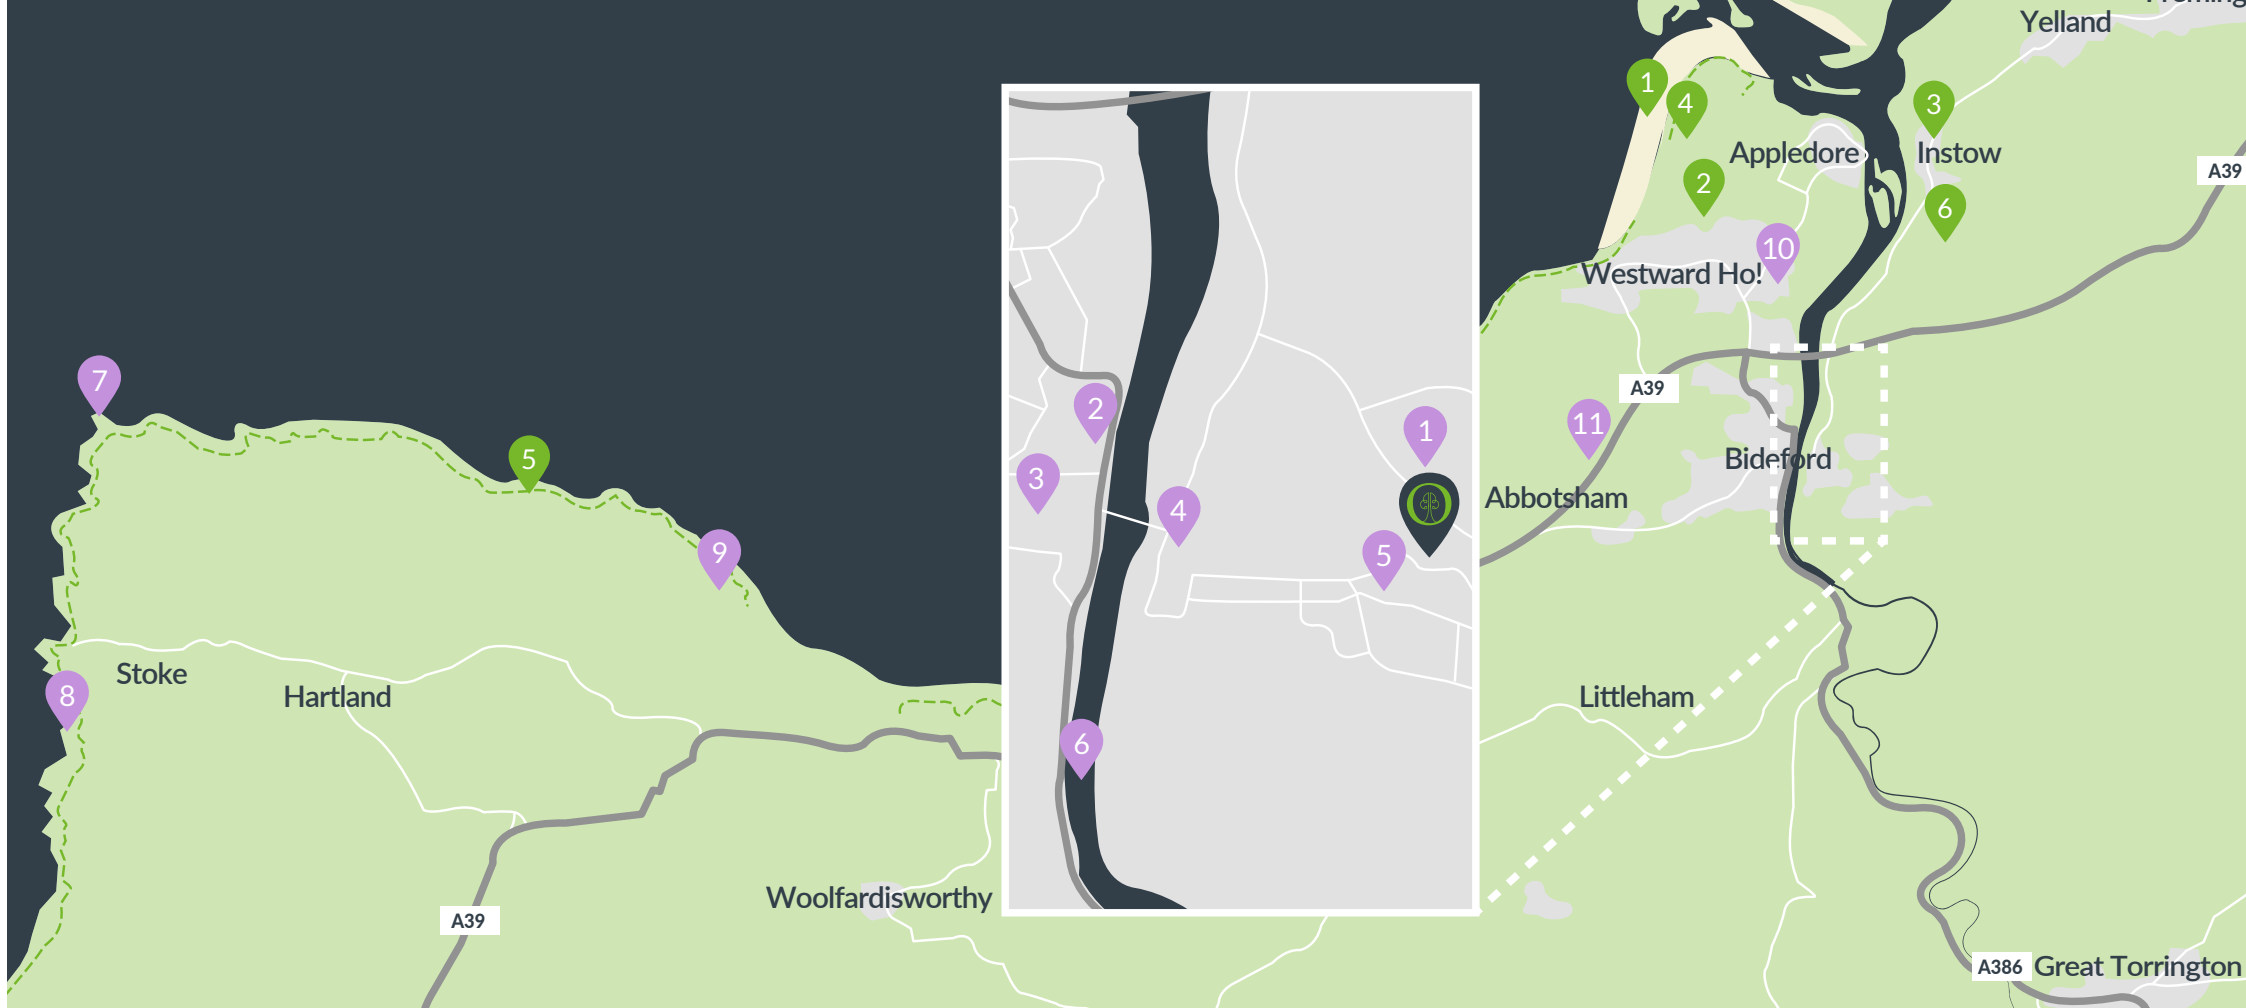 Yelland
1
4
3
Appledore
Instow
A39
2
6
10
Westward Ho!
7
A39
2
11
1
5
Bideford
3
Abbotsham
4
5
9
Stoke
8
Hartland
Littleham
6
Woolfardisworthy
A39
A386
Great Torrington